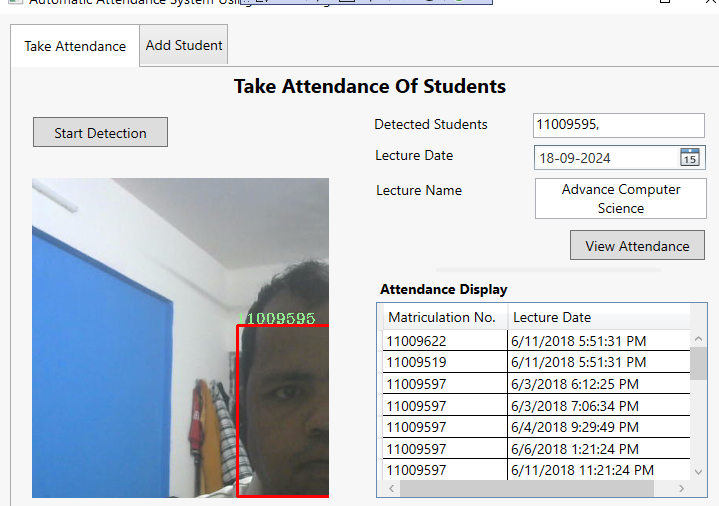 Automatic Attendance System Using
Take Attendance
Add Student
Take Attendance Of Students
Start Detection
Detected Students
11009595,
Lecture Date
18-09-2024
15
Lecture Name
Advance Computer
Science
View Attendance
11009595
Attendance Display
Matriculation No. Lecture Date
11009622 6/11/2018 5:51:31 PM
11009519 6/11/2018 5:51:31 PM
11009597 6/3/2018 6:12:25 PM
11009597 6/3/2018 7:06:34 PM
11009597 6/4/2018 9:29:49 PM
11009597 6/6/2018 1:21:24 PM
11009597 6/11/2018 11:21:24 PM